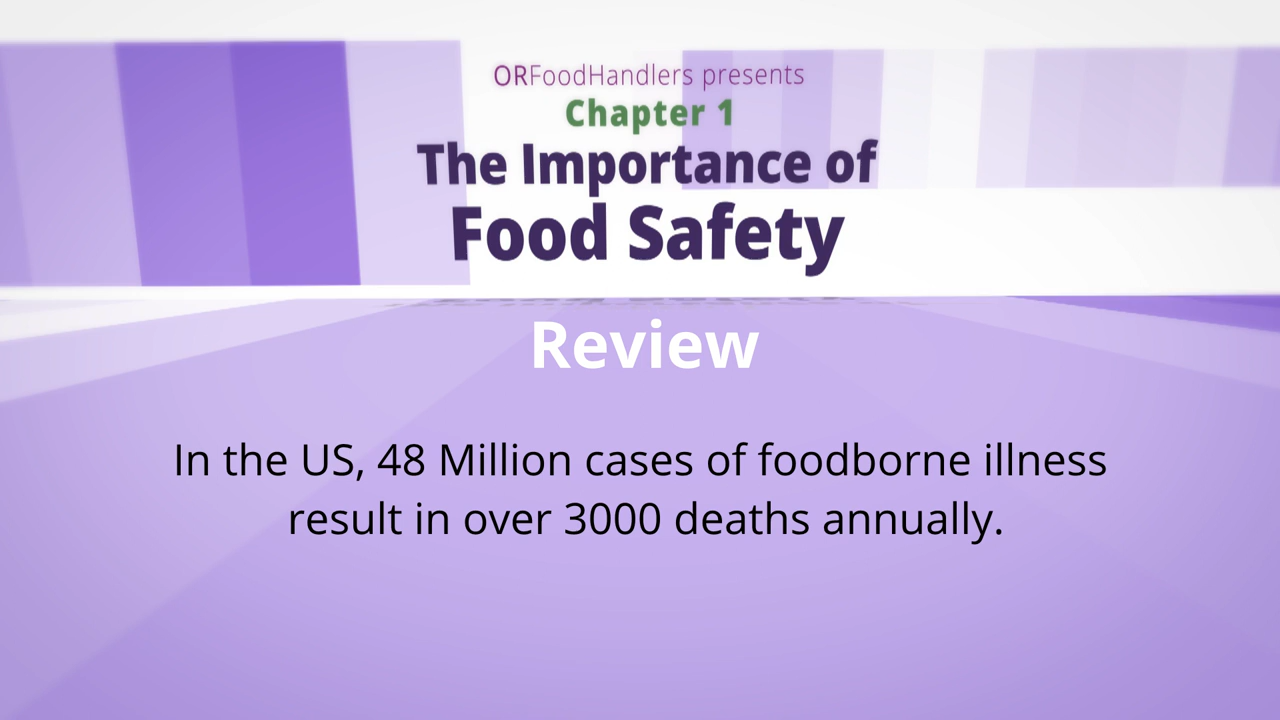 ORFoodHandlers presents
Chapter 1
The Importance of
Food Safety
Review
In the US, 48 Million cases of foodborne illness
result in over 3000 deaths annually.